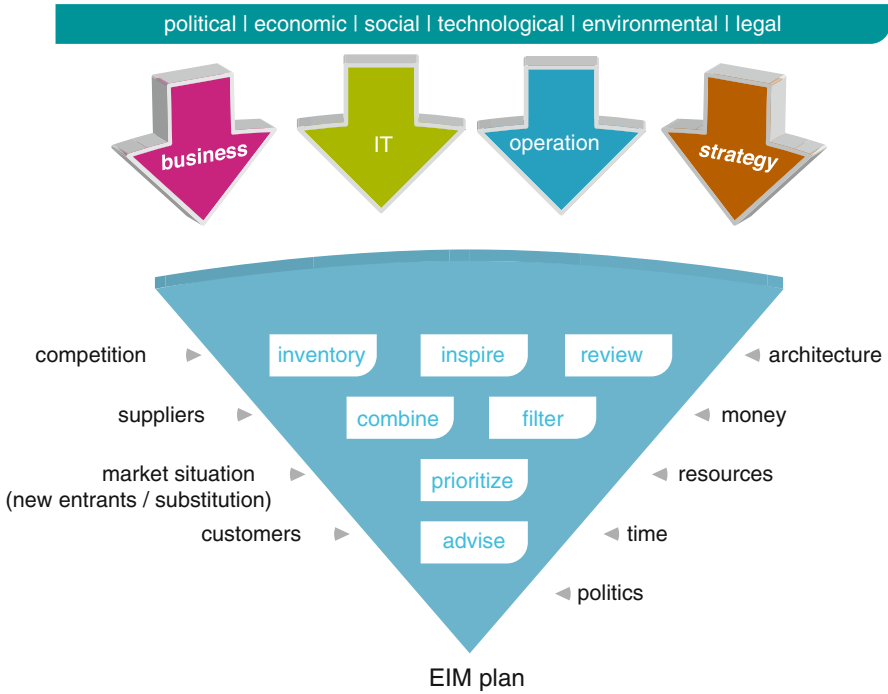 political | economic | social | technological | environmental | legal
business
IT
operation
strategy
competition
inventory
inspire
review
architecture
suppliers
combine
filter
money
market situation
(new entrants / substitution)
prioritize
resources
customers
advise
time
politics
EIM plan